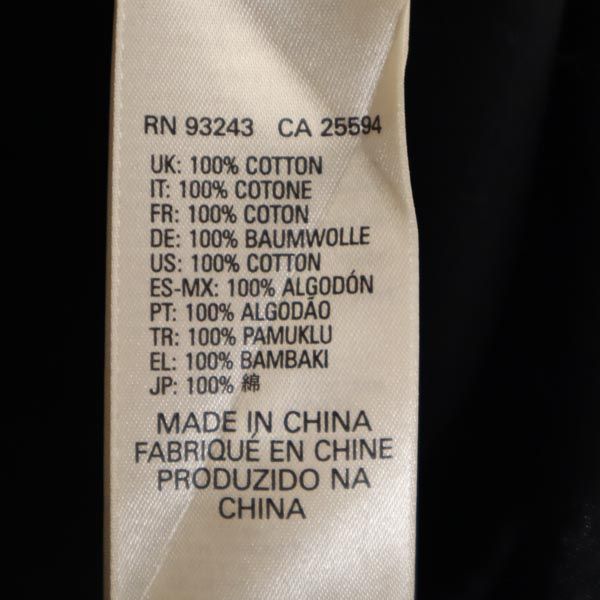 RN 93243 CA 25594
UK: 100% COTTON
IT: 100% COTONE
FR: 100% COTON
DE: 100% BAUMWOLLE
US: 100% COTTON
ES-MX: 100% ALGODÓN
PT: 100% ALGODÃO
TR: 100% PAMUKLU
EL: 100% BAMBAKI
JP: 100% 綿
MADE IN CHINA
FABRIQUÉ EN CHINE
PRODUZIDO NA
CHINA